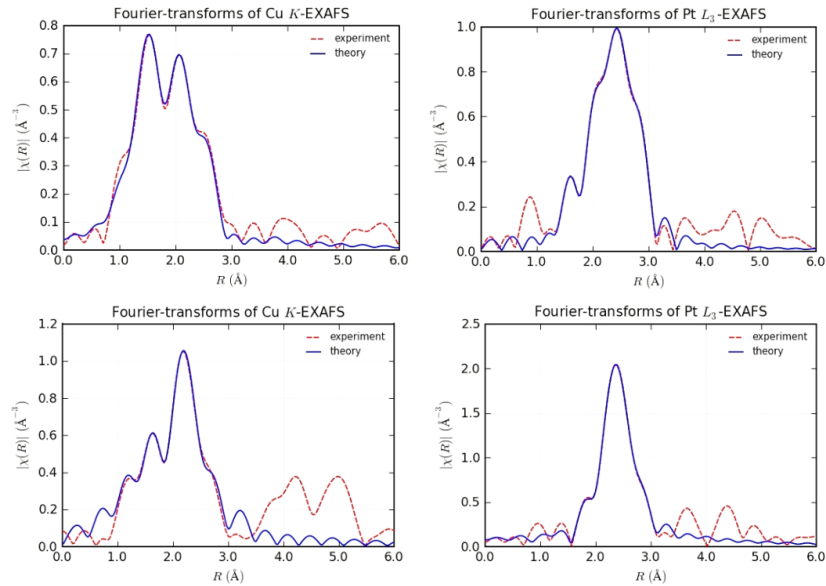 Fourier-transforms of Cu K-EXAFS
0.8
0.7
0.6
0.5
0.4
0.3
0.2
0.1
0.0
|χ(R)| (Å⁻³)
experiment
theory
0.0 1.0 2.0 3.0 4.0 5.0 6.0
R (Å)
Fourier-transforms of Pt L₃-EXAFS
1.0
0.8
0.6
0.4
0.2
0.0
|χ(R)| (Å⁻³)
experiment
theory
0.0 1.0 2.0 3.0 4.0 5.0 6.0
R (Å)
Fourier-transforms of Cu K-EXAFS
1.2
1.0
0.8
0.6
0.4
0.2
0.0
|χ(R)| (Å⁻³)
experiment
theory
0.0 1.0 2.0 3.0 4.0 5.0 6.0
R (Å)
Fourier-transforms of Pt L₃-EXAFS
2.5
2.0
1.5
1.0
0.5
0.0
|χ(R)| (Å⁻³)
experiment
theory
0.0 1.0 2.0 3.0 4.0 5.0 6.0
R (Å)